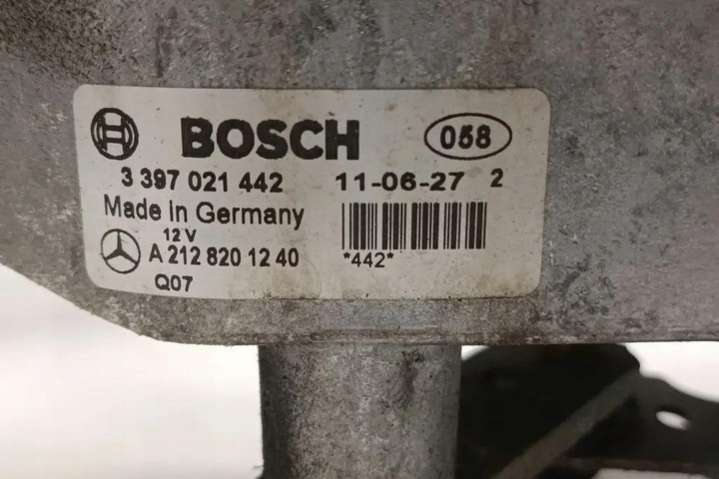 BOSCH 058
3 397 021 442 11-06-27 2
Made in Germany
12 V
A 212 820 12 40 *442*
Q07